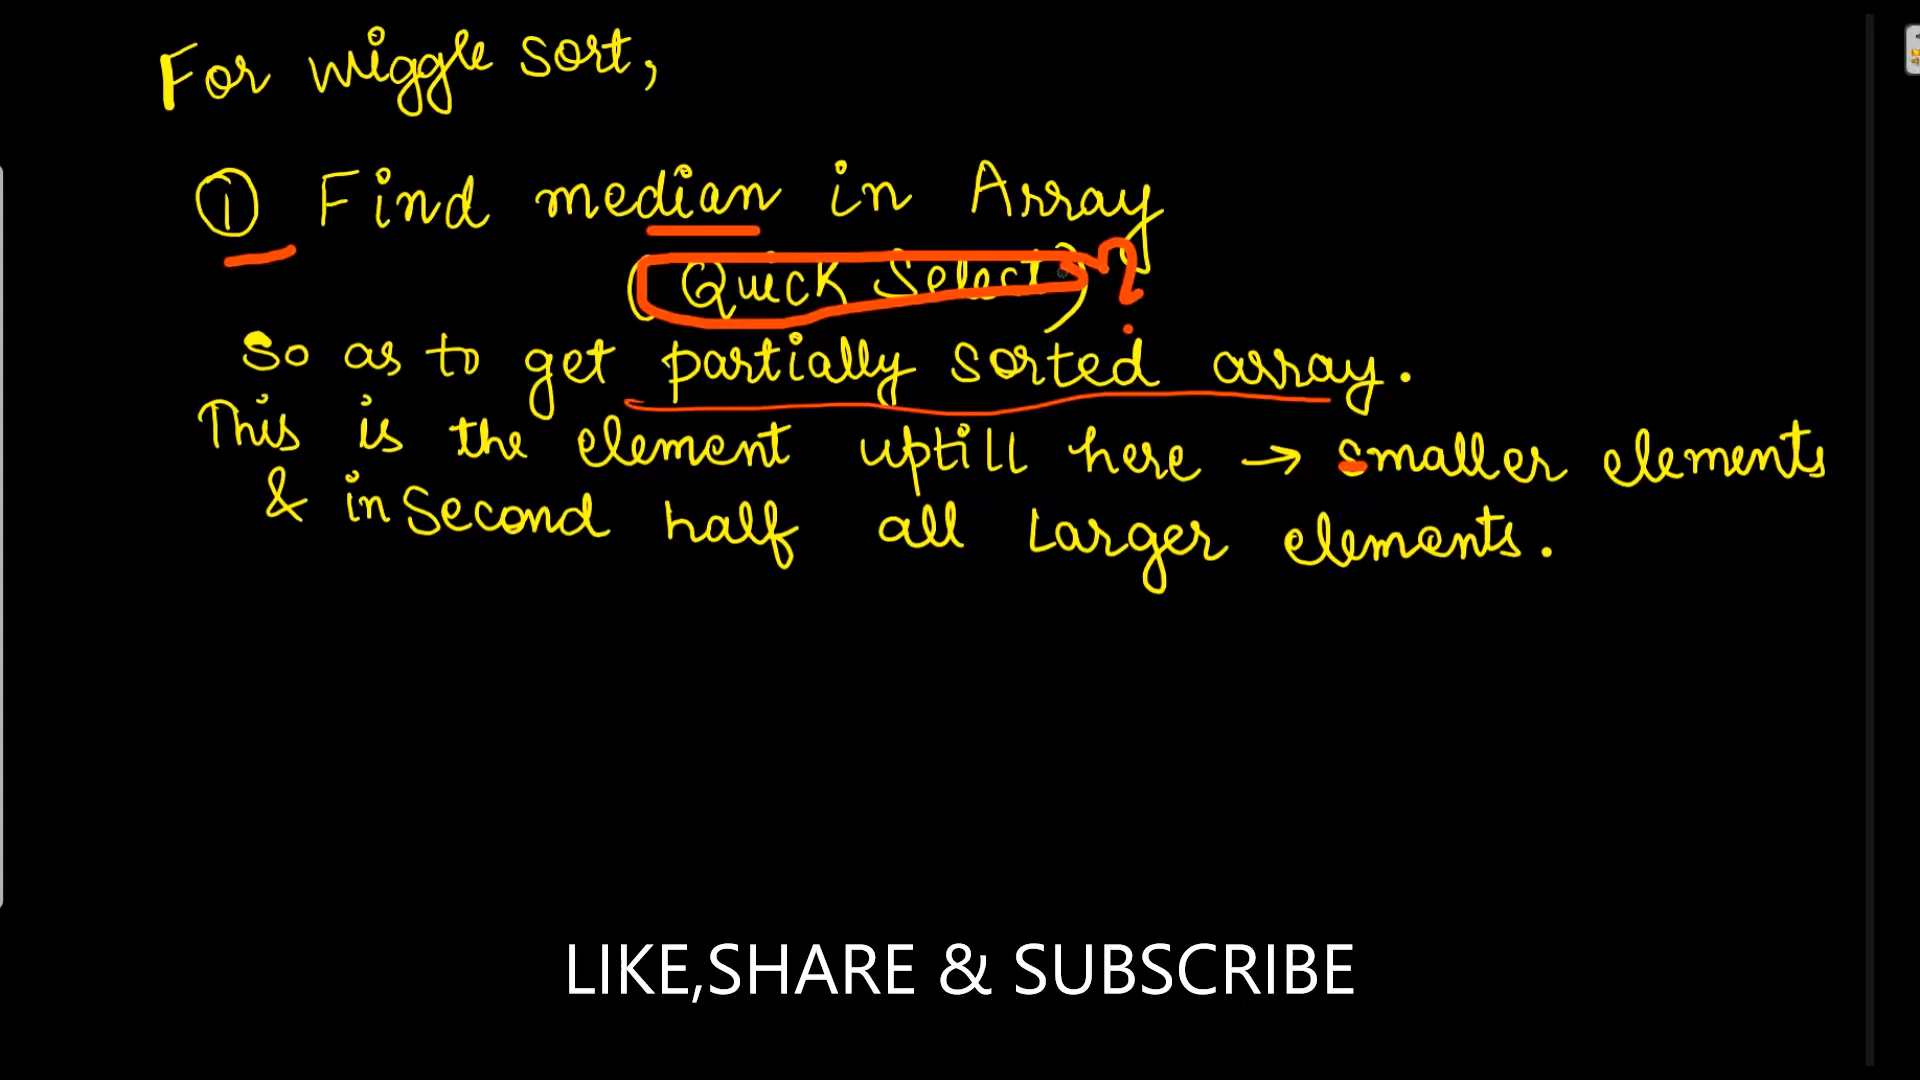 For wiggle sort,
① Find median in Array
(Quick Select) ?
So as to get partially sorted array.
This is the element uptill here → smaller elements
& in Second half all Larger elements.
LIKE,SHARE & SUBSCRIBE